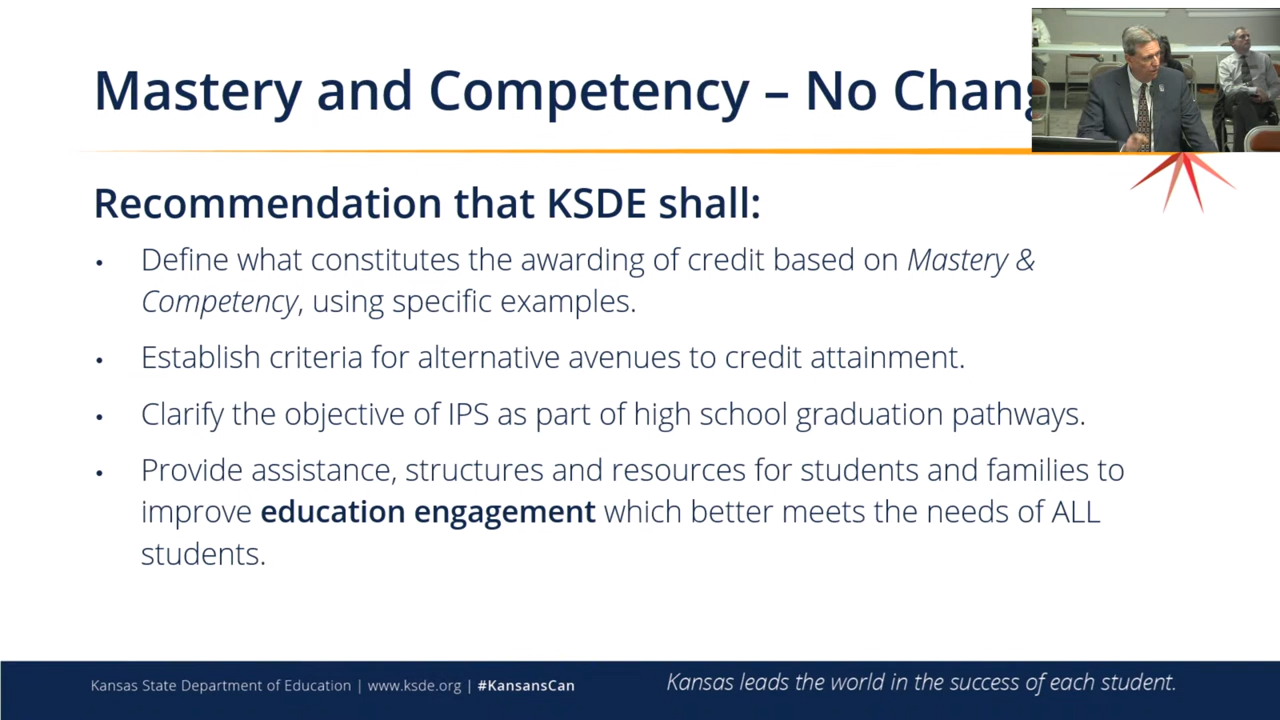 Mastery and Competency – No Chang
Recommendation that KSDE shall:
• Define what constitutes the awarding of credit based on Mastery &
Competency, using specific examples.
• Establish criteria for alternative avenues to credit attainment.
• Clarify the objective of IPS as part of high school graduation pathways.
• Provide assistance, structures and resources for students and families to
improve education engagement which better meets the needs of ALL
students.
Kansas State Department of Education | www.ksde.org | #KansansCan
Kansas leads the world in the success of each student.